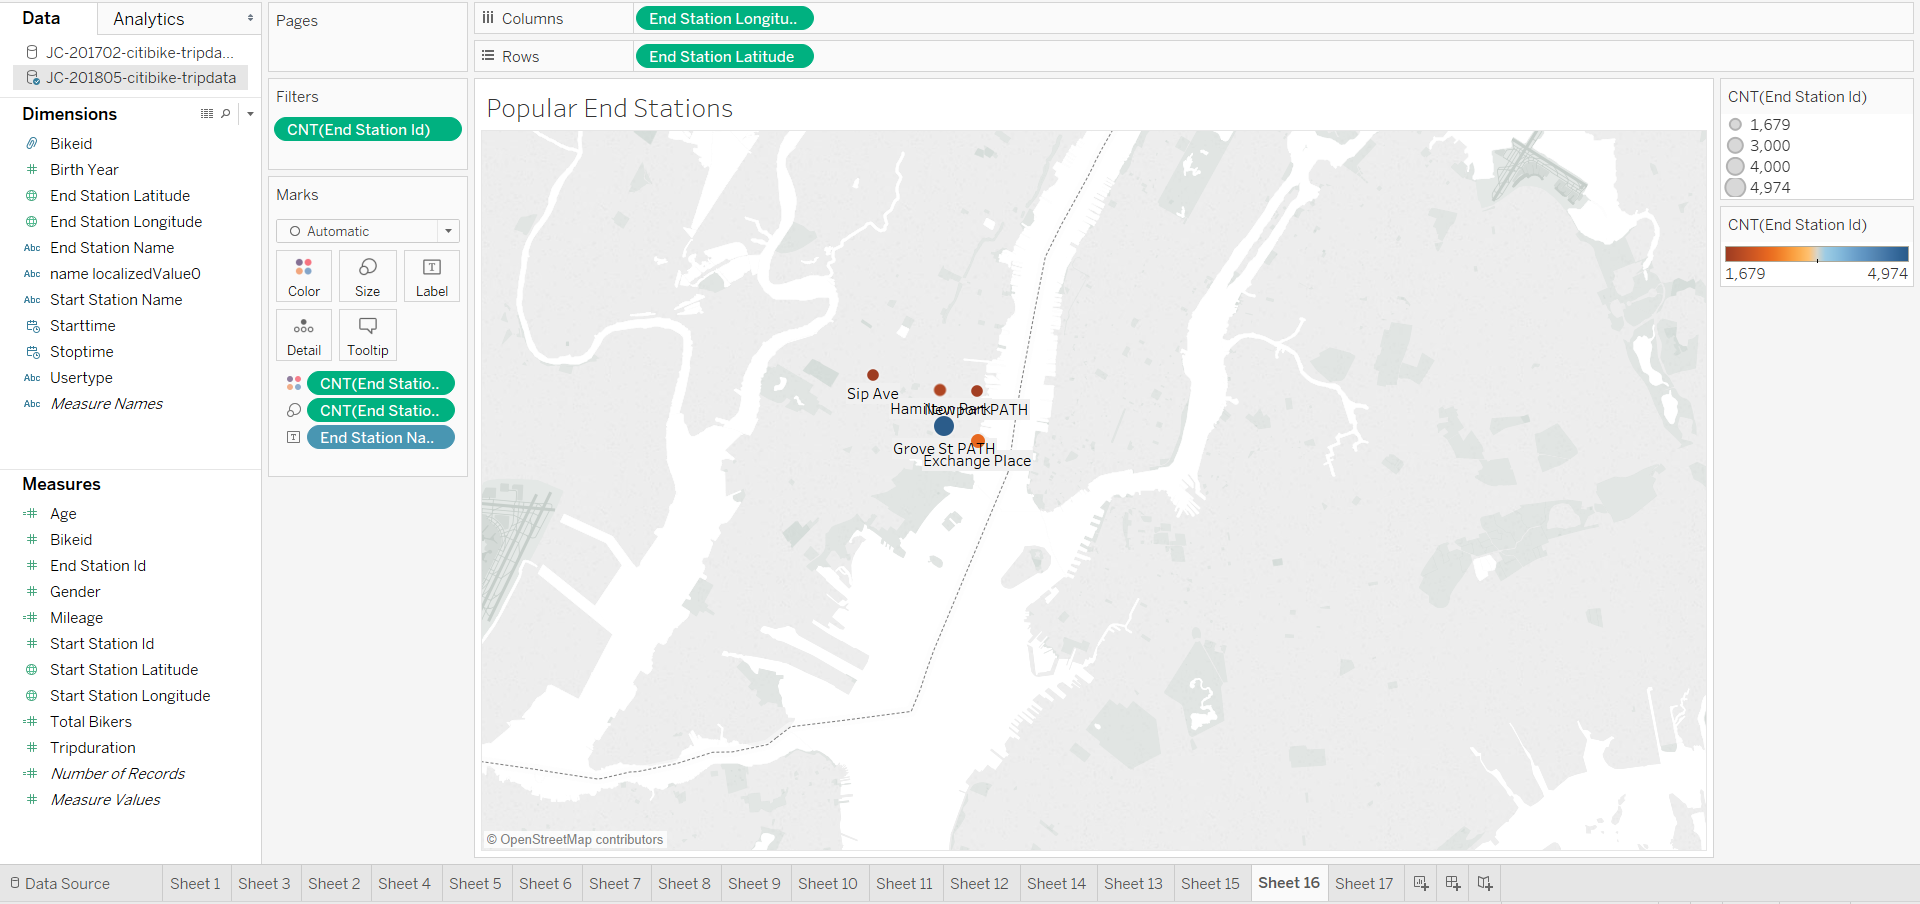 Data
Analytics
JC-201702-citibike-tripda...
JC-201805-citibike-tripdata
Dimensions
Bikeid
Birth Year
End Station Latitude
End Station Longitude
Abc End Station Name
Abc name localizedValue0
Abc Start Station Name
Starttime
Stoptime
Abc Usertype
Abc Measure Names
Measures
Age
Bikeid
End Station Id
Gender
Mileage
Start Station Id
Start Station Latitude
Start Station Longitude
Total Bikers
Tripduration
Number of Records
Measure Values
Pages
Filters
CNT(End Station Id)
Marks
Automatic
Color
Size
T
Label
Detail
Tooltip
CNT(End Statio..
CNT(End Statio..
T End Station Na..
Columns
End Station Longitu..
Rows
End Station Latitude
Popular End Stations
Sip Ave
Hamilton Park
Newport PATH
Grove St PATH
Exchange Place
© OpenStreetMap contributors
CNT(End Station Id)
1,679
3,000
4,000
4,974
CNT(End Station Id)
1,679 4,974
Data Source
Sheet 1
Sheet 3
Sheet 2
Sheet 4
Sheet 5
Sheet 6
Sheet 7
Sheet 8
Sheet 9
Sheet 10
Sheet 11
Sheet 12
Sheet 14
Sheet 13
Sheet 15
Sheet 16
Sheet 17